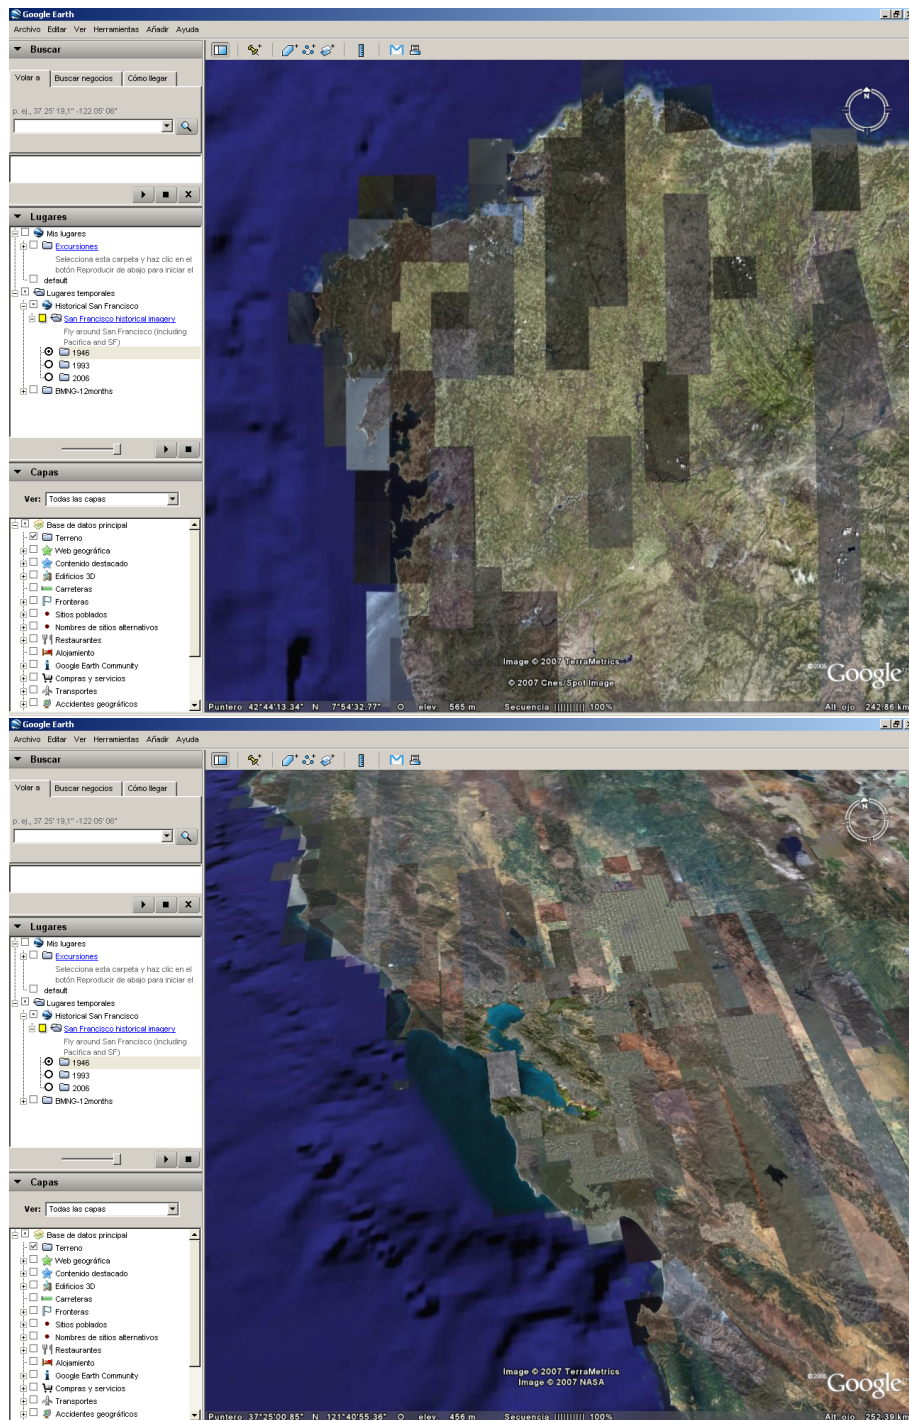 Google Earth
Archivo Editar Ver Herramientas Añadir Ayuda
Buscar
Volar a Buscar negocios Cómo llegar
p. ej., 37 25' 19,1" -122 05' 06"
Lugares
Mis lugares
Excursiones
Selecciona esta carpeta y haz clic en el
botón Reproducir de abajo para iniciar el
default
Lugares temporales
Historical San Francisco
San Francisco historical imagery
Fly around San Francisco (including
Pacifica and SF)
1946
1993
2006
BMNG-12months
Capas
Ver: Todas las capas
Base de datos principal
Terreno
Web geográfica
Contenido destacado
Edificios 3D
Carreteras
Fronteras
Sitios poblados
Nombres de sitios alternativos
Restaurantes
Alojamiento
Google Earth Community
Compras y servicios
Transportes
Accidentes geográficos
N
Image © 2007 TerraMetrics
© 2007 Cnes/Spot Image
©2006 Google
Puntero 42°44'13.34" N 7°54'32.77" O elev. 565 m Secuencia |||||||||| 100% Alt. ojo 242.86 km
Google Earth
Archivo Editar Ver Herramientas Añadir Ayuda
Buscar
Volar a Buscar negocios Cómo llegar
p. ej., 37 25' 19,1" -122 05' 06"
Lugares
Mis lugares
Excursiones
Selecciona esta carpeta y haz clic en el
botón Reproducir de abajo para iniciar el
default
Lugares temporales
Historical San Francisco
San Francisco historical imagery
Fly around San Francisco (including
Pacifica and SF)
1946
1993
2006
BMNG-12months
Capas
Ver: Todas las capas
Base de datos principal
Terreno
Web geográfica
Contenido destacado
Edificios 3D
Carreteras
Fronteras
Sitios poblados
Nombres de sitios alternativos
Restaurantes
Alojamiento
Google Earth Community
Compras y servicios
Transportes
Accidentes geográficos
N
Image © 2007 TerraMetrics
Image © 2007 NASA
©2006 Google
Puntero 37°25'00.85" N 121°40'55.36" O elev. 456 m Secuencia |||||||||| 100% Alt. ojo 252.39 km